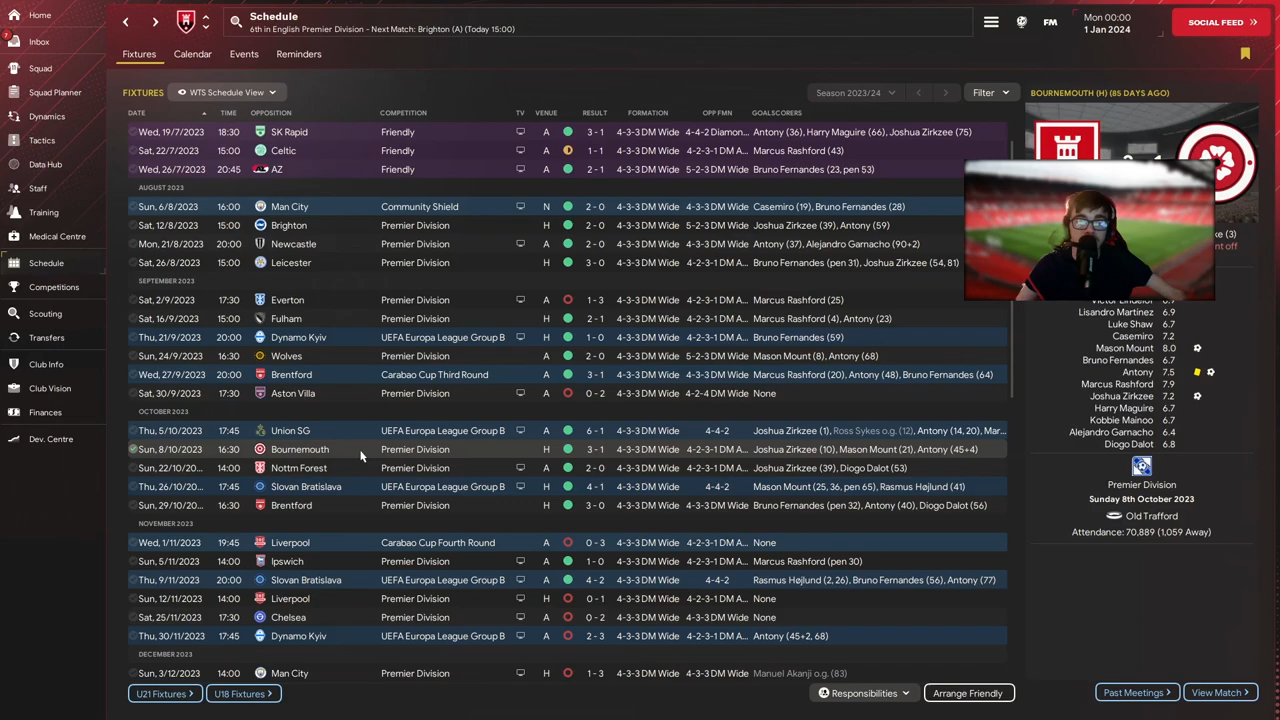 Home
7
Inbox
Squad
Squad Planner
Dynamics
Tactics
Data Hub
Staff
Training
Medical Centre
Schedule
Competitions
Scouting
Transfers
Club Info
Club Vision
Finances
Dev. Centre
Schedule
6th in English Premier Division - Next Match: Brighton (A) (Today 15:00)
FM
Mon 00:00
1 Jan 2024
SOCIAL FEED
Fixtures Calendar Events Reminders
FIXTURES WTS Schedule View Season 2023/24 Filter
DATE TIME OPPOSITION COMPETITION TV VENUE RESULT FORMATION OPP FMN GOALSCORERS
Wed, 19/7/2023 18:30 SK Rapid Friendly A 3 - 1 4-3-3 DM Wide 4-4-2 Diamon... Antony (36), Harry Maguire (66), Joshua Zirkzee (75)
Sat, 22/7/2023 15:00 Celtic Friendly A 1 - 1 4-3-3 DM Wide 4-3-3 DM Wide Marcus Rashford (43)
Wed, 26/7/2023 20:45 AZ Friendly A 2 - 1 4-3-3 DM Wide 4-3-3 DM Wide Bruno Fernandes (23, pen 53)
AUGUST 2023
Sun, 6/8/2023 16:00 Man City Community Shield N 2 - 0 4-3-3 DM Wide 4-3-3 DM Wide Casemiro (19), Bruno Fernandes (28)
Sat, 12/8/2023 15:00 Brighton Premier Division H 2 - 0 4-3-3 DM Wide 5-2-3 DM Wide Joshua Zirkzee (39), Antony (59)
Mon, 21/8/2023 20:00 Newcastle Premier Division A 2 - 0 4-3-3 DM Wide 4-3-3 DM Wide Antony (37), Alejandro Garnacho (90+2)
Sat, 26/8/2023 15:00 Leicester Premier Division H 3 - 0 4-3-3 DM Wide 4-3-3 DM Wide Bruno Fernandes (pen 31), Joshua Zirkzee (54, 81)
SEPTEMBER 2023
Sat, 2/9/2023 17:30 Everton Premier Division A 1 - 3 4-3-3 DM Wide 4-2-3-1 DM A... Marcus Rashford (25)
Sat, 16/9/2023 15:00 Fulham Premier Division H 2 - 1 4-3-3 DM Wide 4-2-3-1 DM A... Marcus Rashford (4), Antony (23)
Thu, 21/9/2023 20:00 Dynamo Kyiv UEFA Europa League Group B H 1 - 0 4-3-3 DM Wide 4-2-3-1 DM A... Bruno Fernandes (59)
Sun, 24/9/2023 16:30 Wolves Premier Division H 2 - 0 4-3-3 DM Wide 5-2-3 DM Wide Mason Mount (8), Antony (68)
Wed, 27/9/2023 20:00 Brentford Carabao Cup Third Round A 3 - 1 4-3-3 DM Wide 4-3-3 DM Wide Marcus Rashford (20), Antony (48), Bruno Fernandes (64)
Sat, 30/9/2023 17:30 Aston Villa Premier Division A 0 - 2 4-3-3 DM Wide 4-2-4 DM Wide None
OCTOBER 2023
Thu, 5/10/2023 17:45 Union SG UEFA Europa League Group B A 6 - 1 4-3-3 DM Wide 4-4-2 Joshua Zirkzee (1), Ross Sykes o.g. (12), Antony (14, 20), Mar...
Sun, 8/10/2023 16:30 Bournemouth Premier Division H 3 - 1 4-3-3 DM Wide 4-2-3-1 DM A... Joshua Zirkzee (10), Mason Mount (21), Antony (45+4)
Sun, 22/10/20... 14:00 Nottm Forest Premier Division A 2 - 0 4-3-3 DM Wide 4-2-3-1 DM A... Joshua Zirkzee (39), Diogo Dalot (53)
Thu, 26/10/20... 17:45 Slovan Bratislava UEFA Europa League Group B H 4 - 1 4-3-3 DM Wide 4-4-2 Mason Mount (25, 36, pen 65), Rasmus Højlund (41)
Sun, 29/10/20... 16:30 Brentford Premier Division H 3 - 0 4-3-3 DM Wide 4-3-3 DM Wide Bruno Fernandes (pen 32), Antony (40), Diogo Dalot (56)
NOVEMBER 2023
Wed, 1/11/2023 19:45 Liverpool Carabao Cup Fourth Round A 0 - 3 4-3-3 DM Wide 4-2-3-1 DM A... None
Sun, 5/11/2023 14:00 Ipswich Premier Division A 1 - 0 4-3-3 DM Wide 4-2-3-1 DM A... Marcus Rashford (pen 30)
Thu, 9/11/2023 20:00 Slovan Bratislava UEFA Europa League Group B A 4 - 2 4-3-3 DM Wide 4-4-2 Rasmus Højlund (2, 26), Bruno Fernandes (56), Antony (77)
Sun, 12/11/2023 14:00 Liverpool Premier Division H 0 - 1 4-3-3 DM Wide 4-2-3-1 DM A... None
Sat, 25/11/2023 17:30 Chelsea Premier Division A 0 - 2 4-3-3 DM Wide 4-3-3 DM Wide None
Thu, 30/11/2023 17:45 Dynamo Kyiv UEFA Europa League Group B A 2 - 3 4-3-3 DM Wide 4-2-3-1 DM A... Antony (45+2, 68)
DECEMBER 2023
Sun, 3/12/2023 14:00 Man City Premier Division H 1 - 3 4-3-3 DM Wide 4-3-3 DM Wide Manuel Akanji o.g. (83)
U21 Fixtures U18 Fixtures Responsibilities Arrange Friendly
BOURNEMOUTH (H) (85 DAYS AGO)
ke (3)
nt off
Lisandro Martínez 6.9
Luke Shaw 6.7
Casemiro 7.2
Mason Mount 8.0
Bruno Fernandes 6.7
Antony 7.5
Marcus Rashford 7.9
Joshua Zirkzee 7.2
Harry Maguire 6.7
Kobbie Mainoo 6.7
Alejandro Garnacho 6.4
Diogo Dalot 6.8
Premier Division
Sunday 8th October 2023
Old Trafford
Attendance: 70,889 (1,059 Away)
Past Meetings View Match